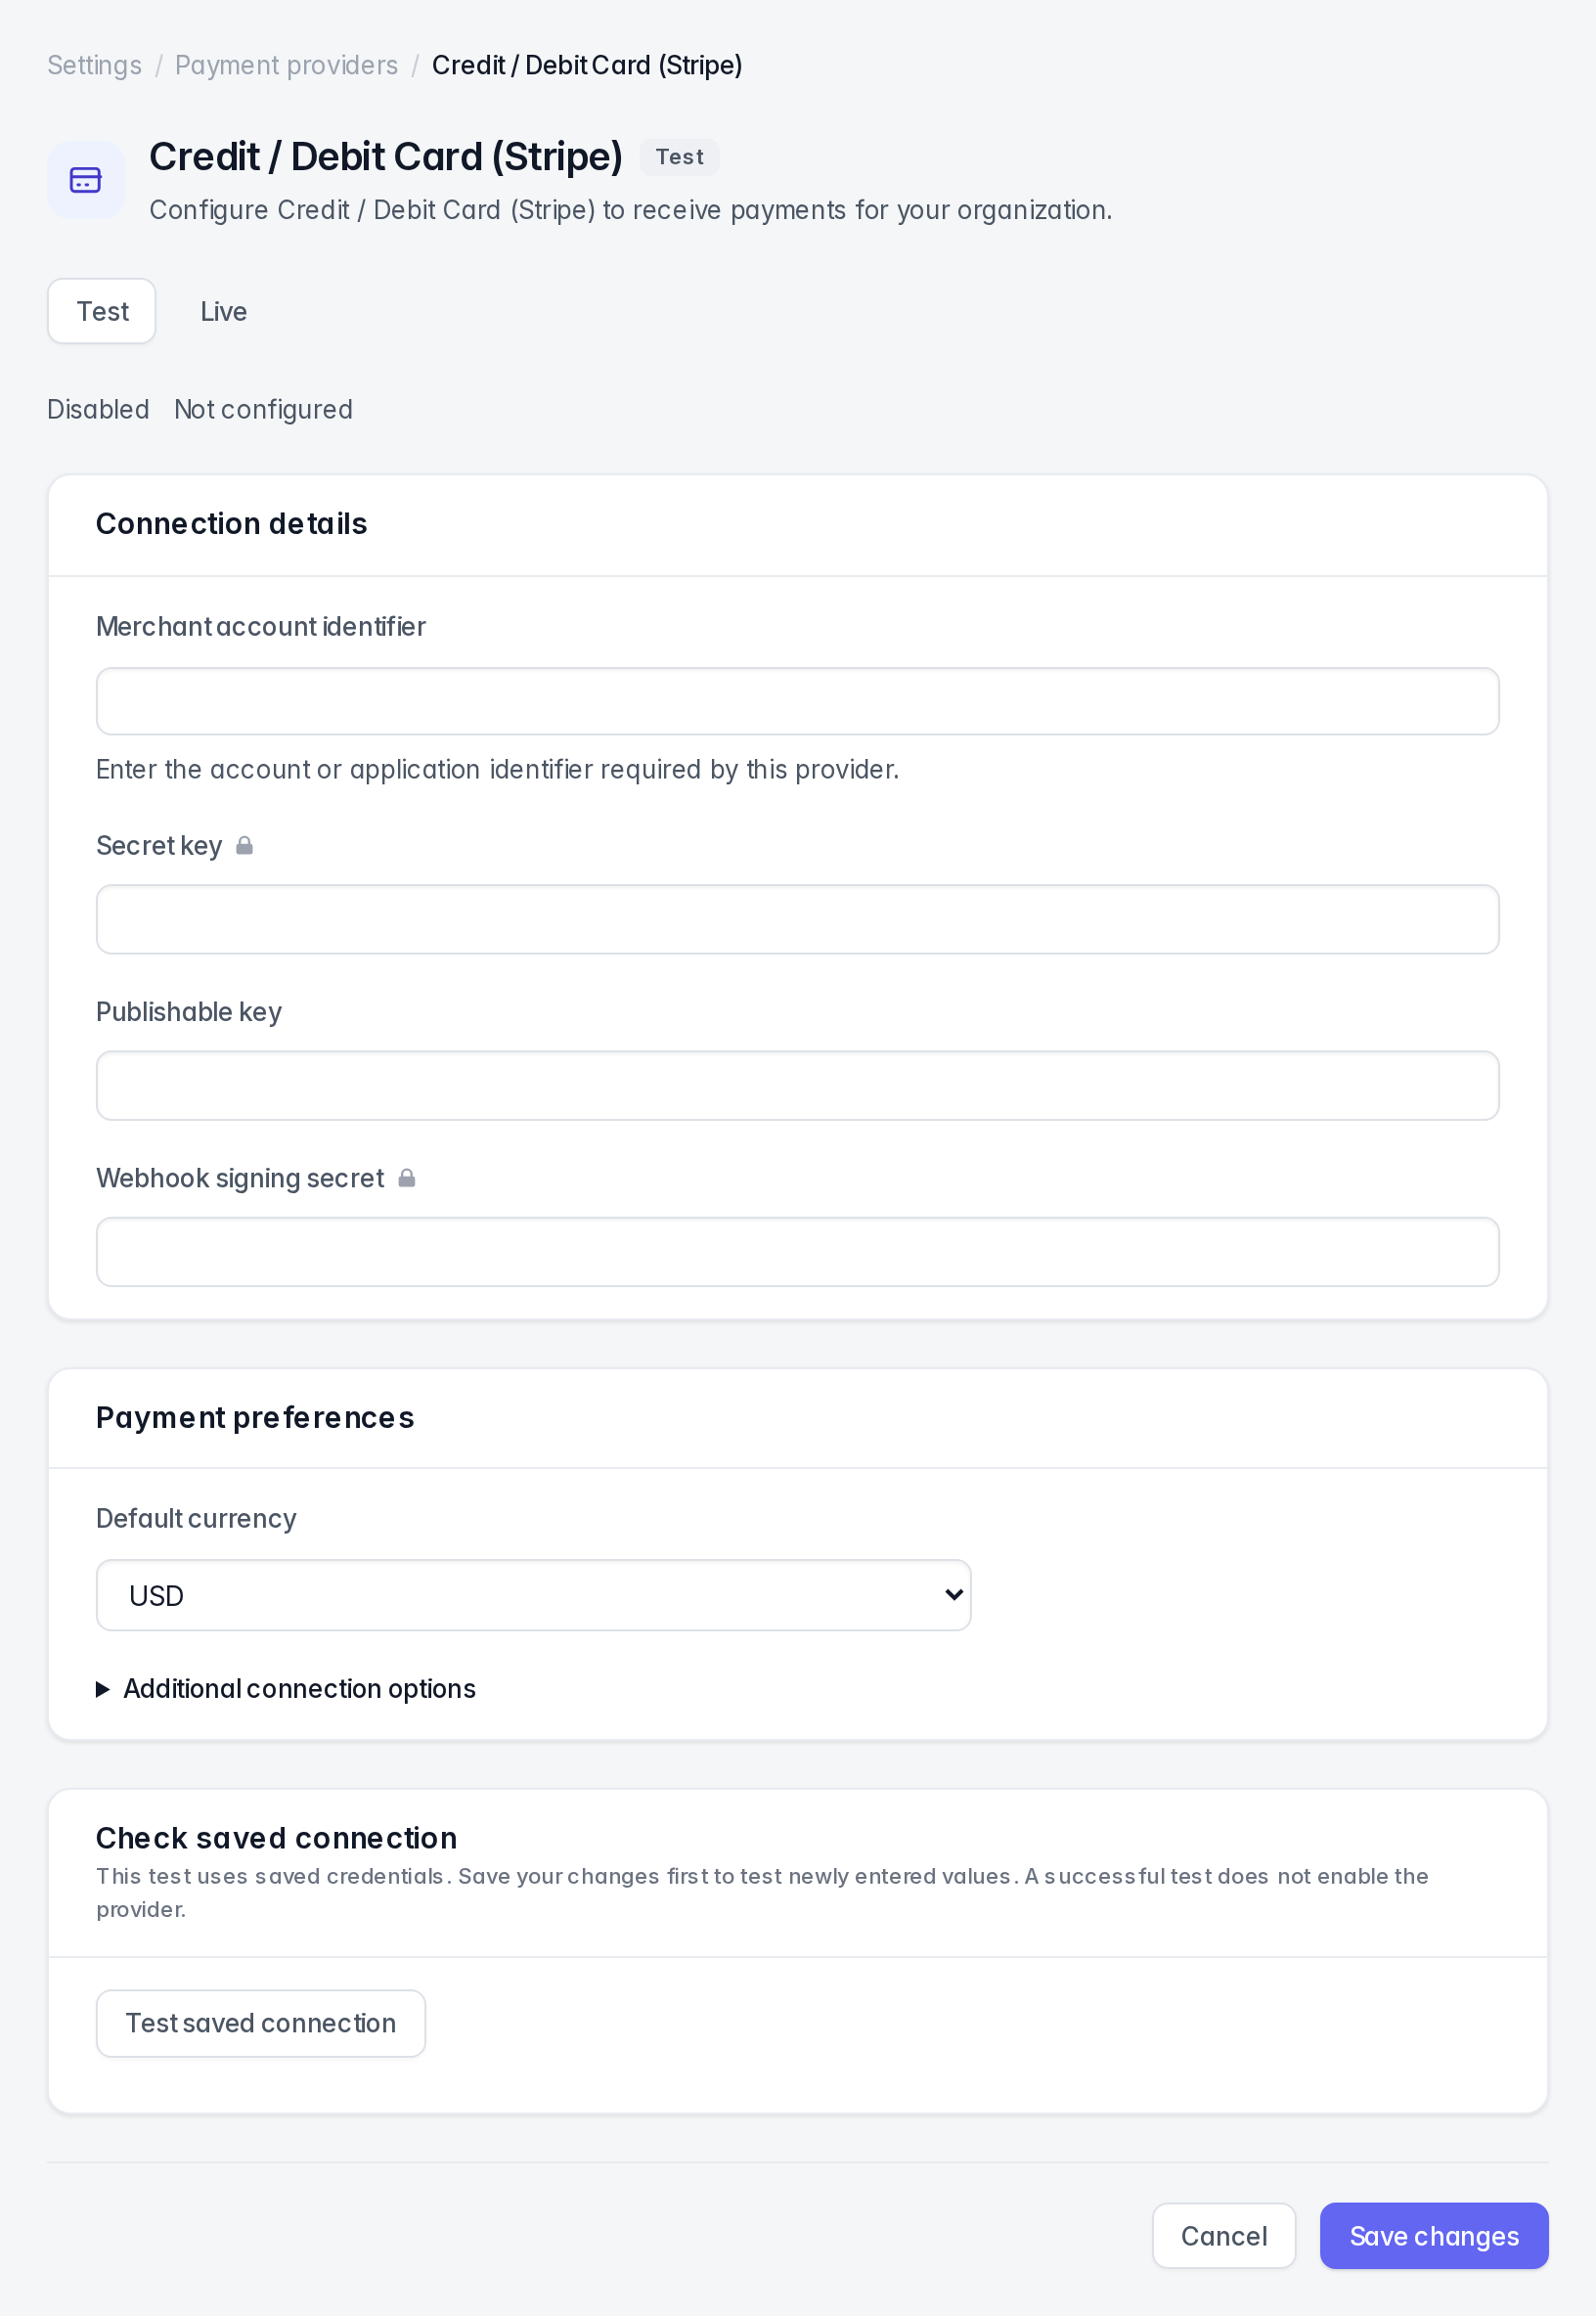 Settings / Payment providers / Credit / Debit Card (Stripe)
Credit / Debit Card (Stripe) Test
Configure Credit / Debit Card (Stripe) to receive payments for your organization.
Test Live
Disabled Not configured
Connection details
Merchant account identifier
Enter the account or application identifier required by this provider.
Secret key
Publishable key
Webhook signing secret
Payment preferences
Default currency
USD
Additional connection options
Check saved connection
This test uses saved credentials. Save your changes first to test newly entered values. A successful test does not enable the
provider.
Test saved connection
Cancel Save changes